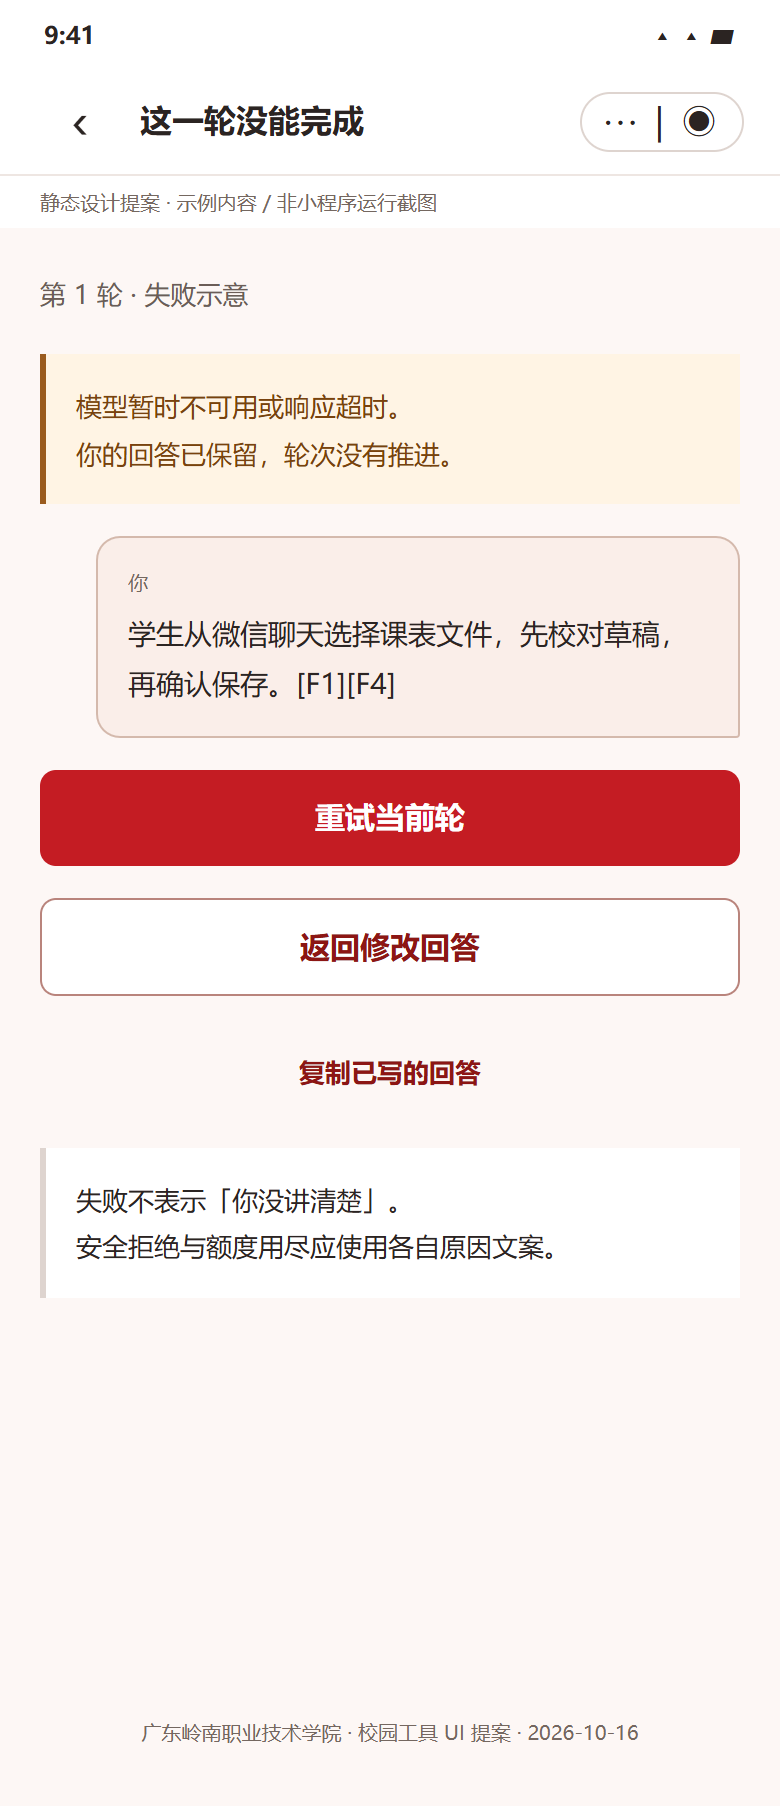 9:41
这一轮没能完成
静态设计提案 · 示例内容 / 非小程序运行截图
第 1 轮 · 失败示意
模型暂时不可用或响应超时。
你的回答已保留，轮次没有推进。
你
学生从微信聊天选择课表文件，先校对草稿，
再确认保存。[F1][F4]
重试当前轮
返回修改回答
复制已写的回答
失败不表示「你没讲清楚」。
安全拒绝与额度用尽应使用各自原因文案。
广东岭南职业技术学院 · 校园工具 UI 提案 · 2026-10-16